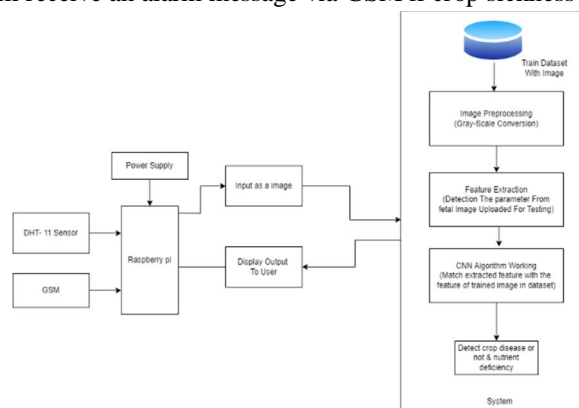 receive an alarm message via GSM if crop sickness
Train Dataset
With Image
Image Preprocessing
(Gray-Scale Conversion)
Power Supply
Input as a image
Feature Extraction
(Detection The parameter From
fetal Image Uploaded For Testing)
DHT- 11 Sensor
Raspberry pi
Display Output
To User
GSM
CNN Algorithm Working
(Match extracted feature with the
feature of trained image in dataset)
Detect crop disease or
not & nutrient
deficiency
System